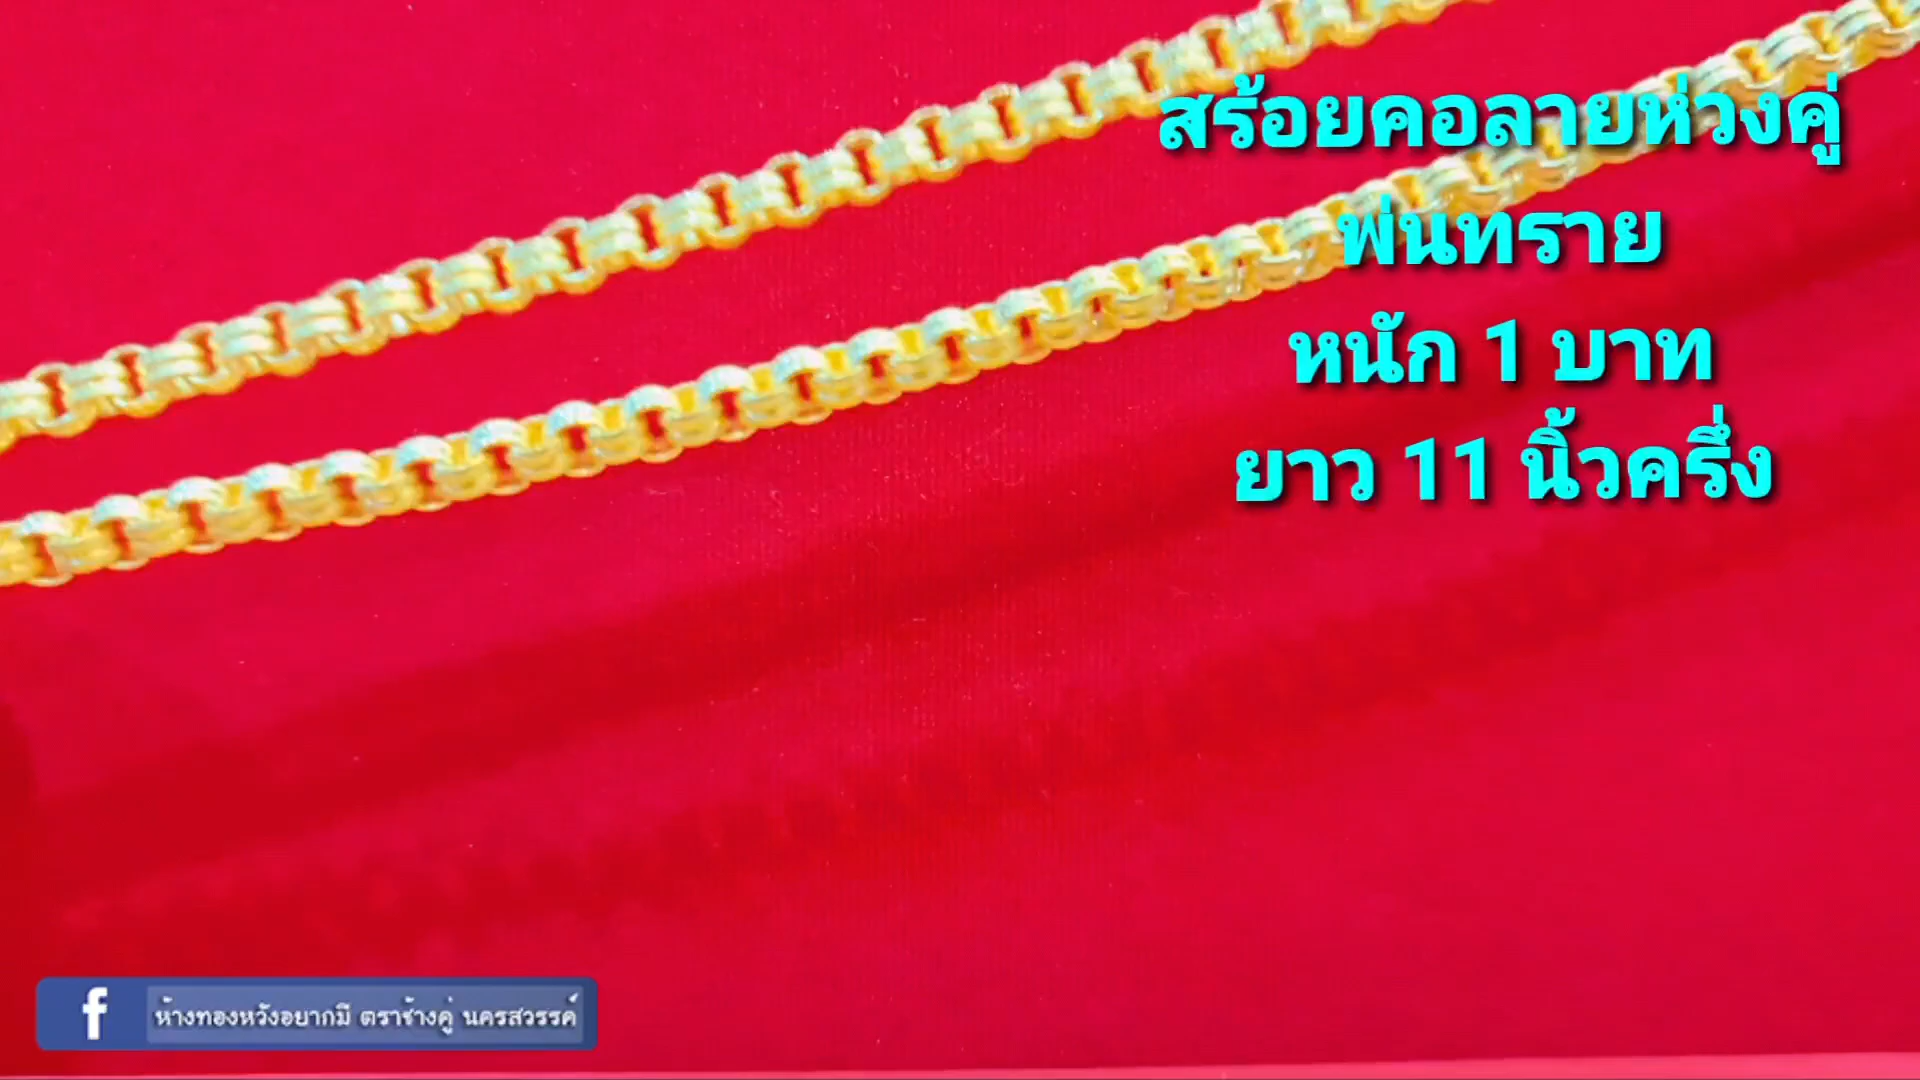 สร้อยคอลายห่วงคู่
พ่นทราย
หนัก 1 บาท
ยาว 11 นิ้วครึ่ง
f ห้างทองหวังอยากมี ตราช้างคู่ นครสวรรค์